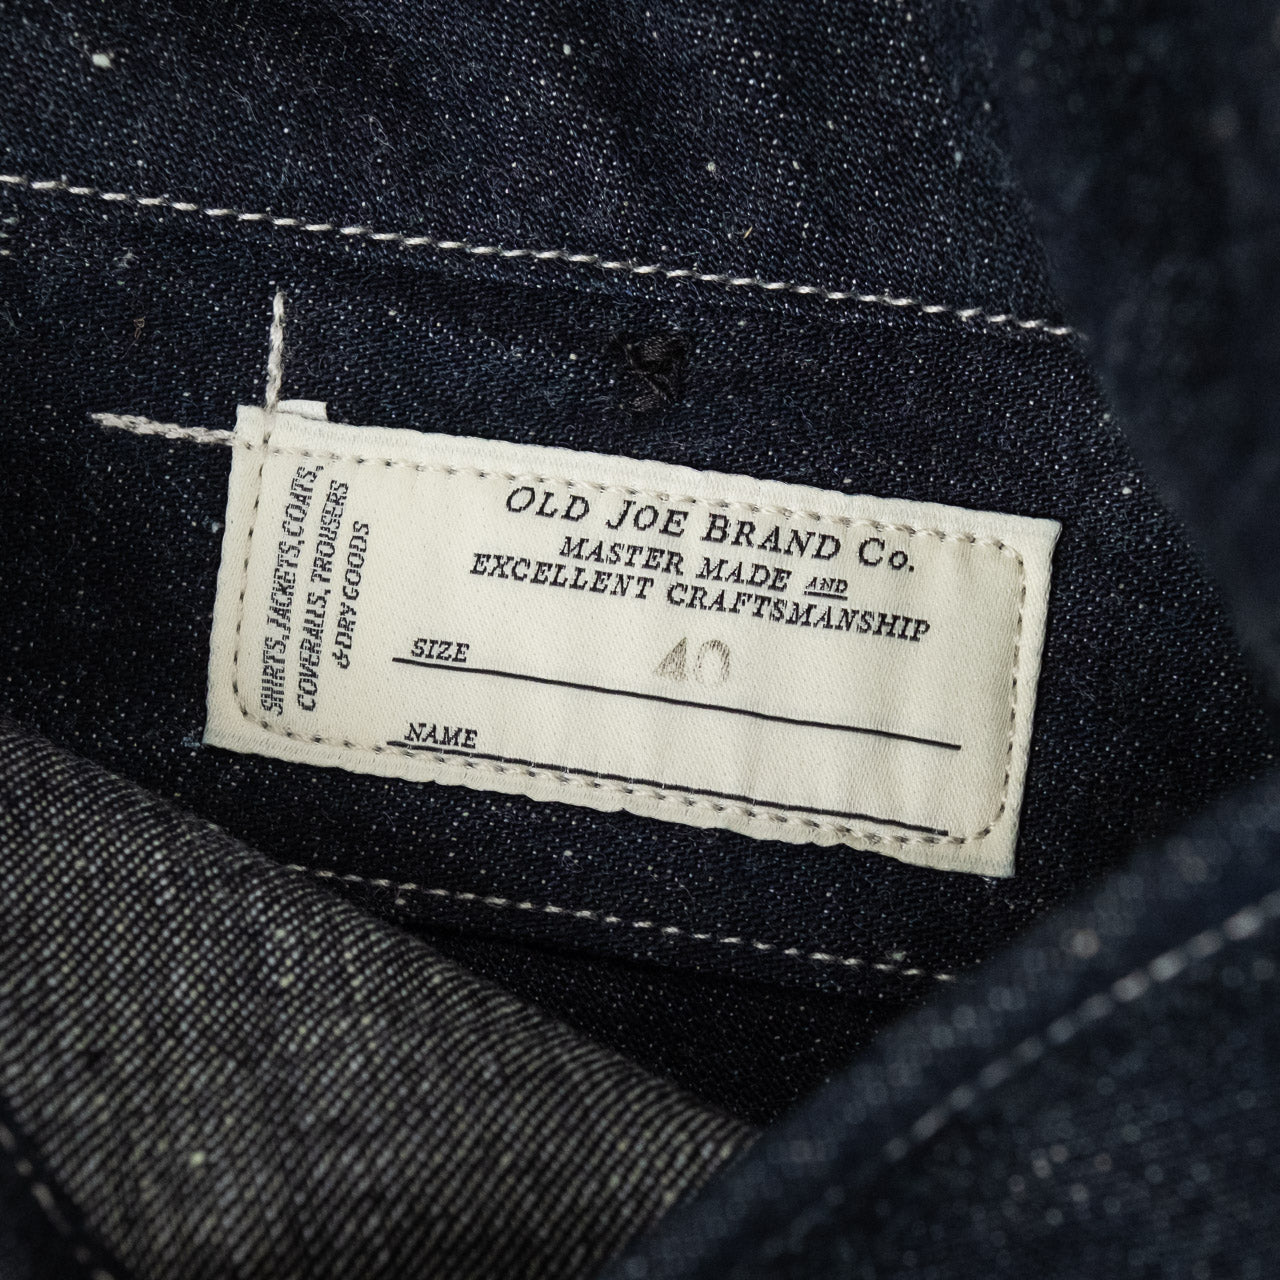 OLD JOE BRAND CO.
MASTER MADE AND
EXCELLENT CRAFTSMANSHIP
SIZE 40
NAME
SHIRTS, JACKETS, COATS,
COVERALLS, TROUSERS
& DRY GOODS